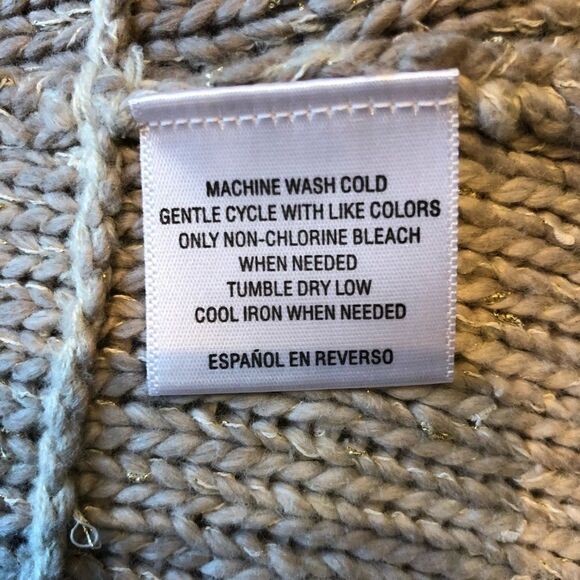 MACHINE WASH COLD
GENTLE CYCLE WITH LIKE COLORS
ONLY NON-CHLORINE BLEACH
WHEN NEEDED
TUMBLE DRY LOW
COOL IRON WHEN NEEDED
ESPAÑOL EN REVERSO